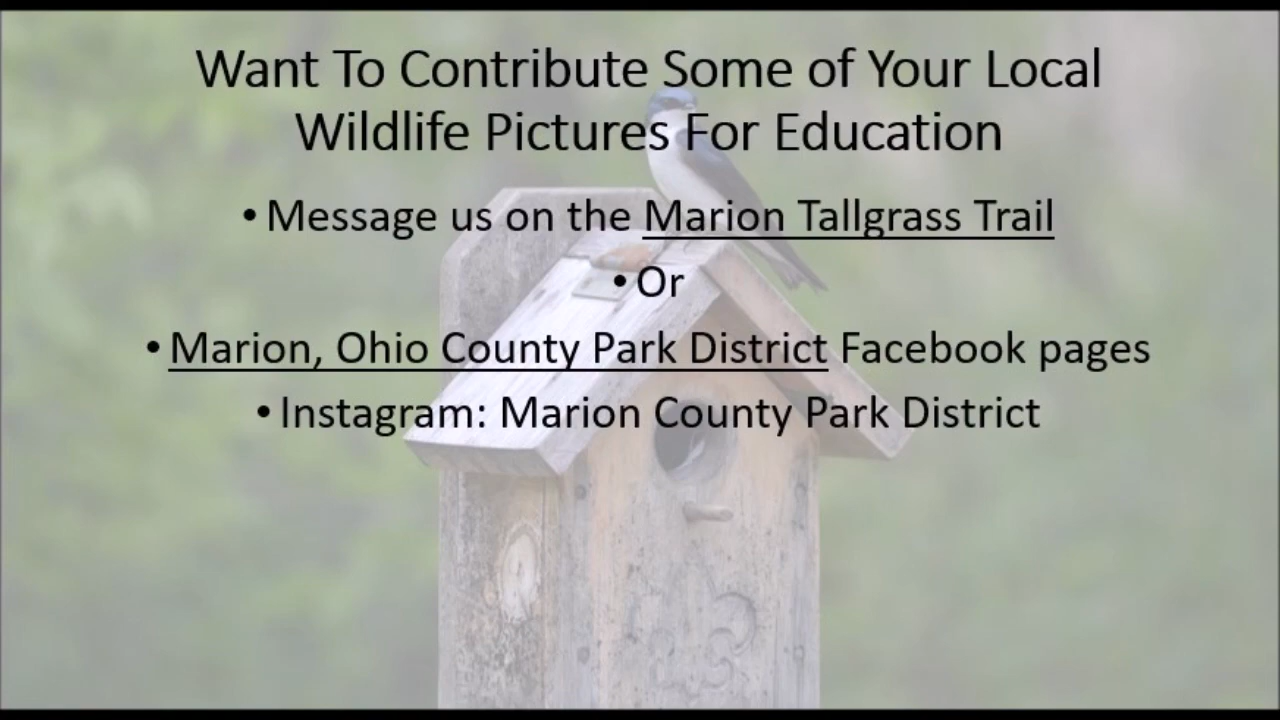 Want To Contribute Some of Your Local
Wildlife Pictures For Education
• Message us on the Marion Tallgrass Trail
• Or
• Marion, Ohio County Park District Facebook pages
• Instagram: Marion County Park District